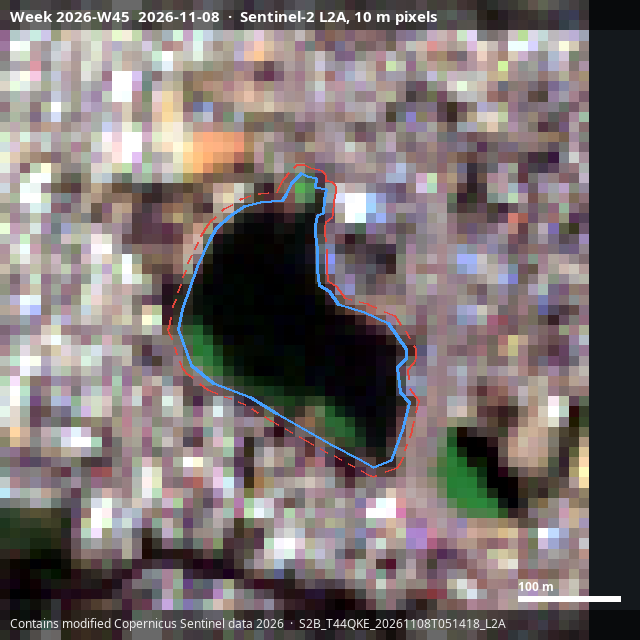 Week 2026-W45 2026-11-08 · Sentinel-2 L2A, 10 m pixels
100 m
Contains modified Copernicus Sentinel data 2026 · S2B_T44QKE_20261108T051418_L2A